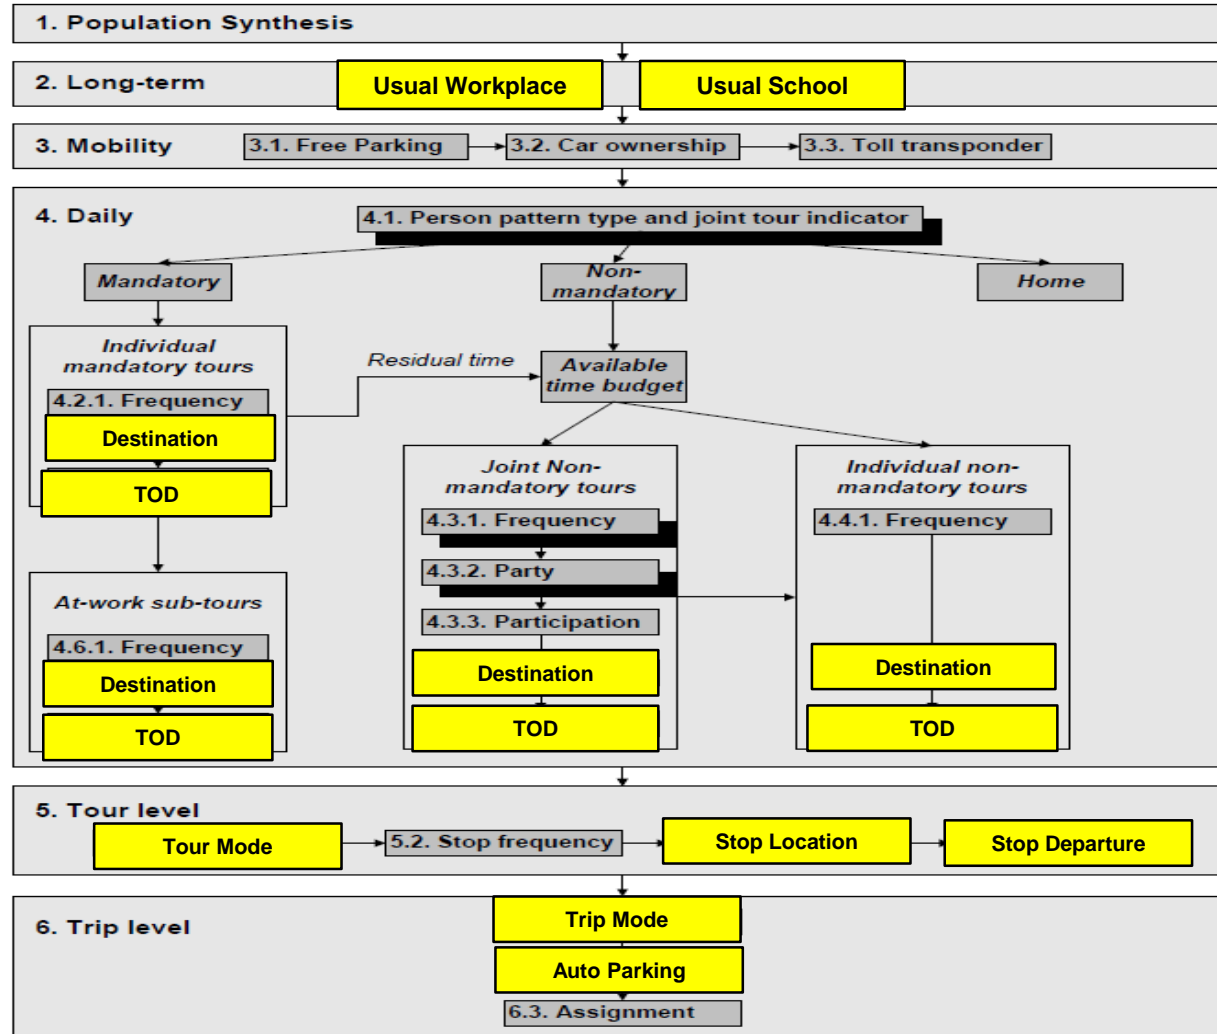 1. Population Synthesis
2. Long-term
Usual Workplace
Usual School
3. Mobility
3.1. Free Parking
3.2. Car ownership
3.3. Toll transponder
4. Daily
4.1. Person pattern type and joint tour indicator
Mandatory
Non-
mandatory
Home
Individual
mandatory tours
4.2.1. Frequency
Destination
TOD
Residual time
Available
time budget
Joint Non-
mandatory tours
4.3.1. Frequency
4.3.2. Party
4.3.3. Participation
Destination
TOD
Individual non-
mandatory tours
4.4.1. Frequency
Destination
TOD
At-work sub-tours
4.6.1. Frequency
Destination
TOD
5. Tour level
Tour Mode
5.2. Stop frequency
Stop Location
Stop Departure
6. Trip level
Trip Mode
Auto Parking
6.3. Assignment